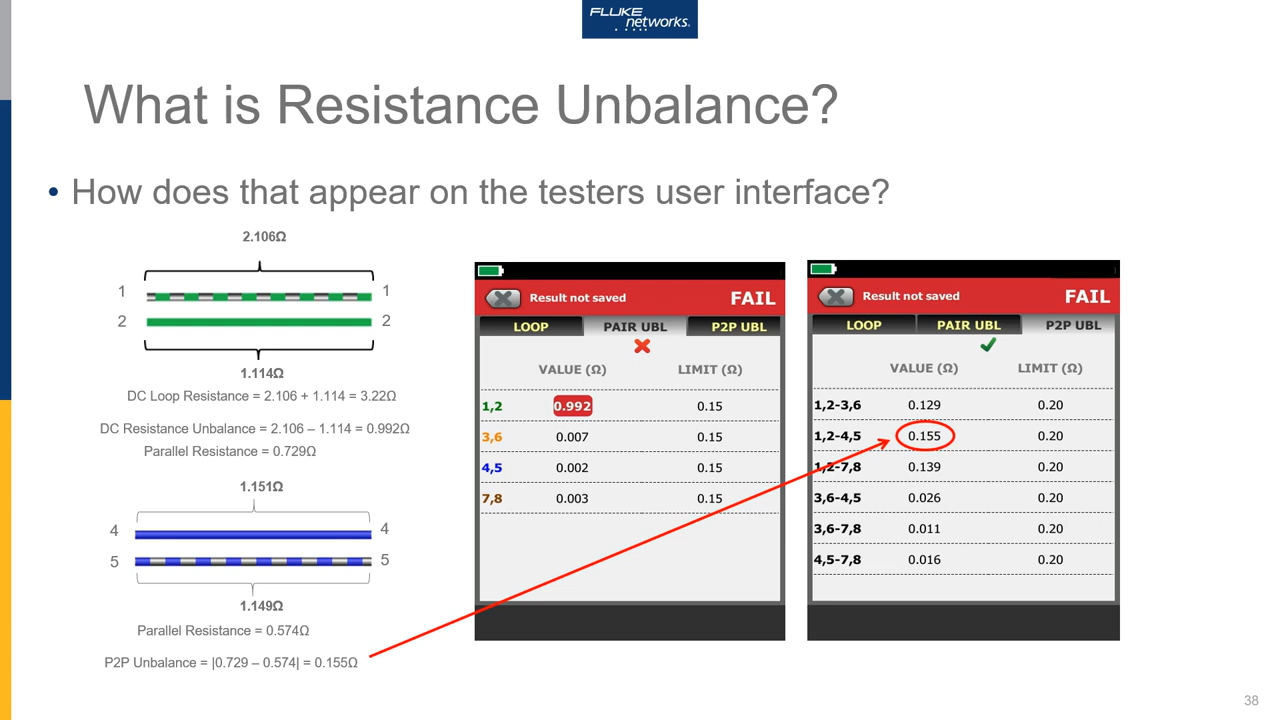 FLUKE
networks®
What is Resistance Unbalance?
• How does that appear on the testers user interface?
2.106Ω
1 1
2 2
1.114Ω
DC Loop Resistance = 2.106 + 1.114 = 3.22Ω
DC Resistance Unbalance = 2.106 – 1.114 = 0.992Ω
Parallel Resistance = 0.729Ω
1.151Ω
4 4
5 5
1.149Ω
Parallel Resistance = 0.574Ω
P2P Unbalance = |0.729 – 0.574| = 0.155Ω
Result not saved FAIL
LOOP PAIR UBL P2P UBL
VALUE (Ω) LIMIT (Ω)
1,2 0.992 0.15
3,6 0.007 0.15
4,5 0.002 0.15
7,8 0.003 0.15
Result not saved FAIL
LOOP PAIR UBL P2P UBL
VALUE (Ω) LIMIT (Ω)
1,2-3,6 0.129 0.20
1,2-4,5 0.155 0.20
1,2-7,8 0.139 0.20
3,6-4,5 0.026 0.20
3,6-7,8 0.011 0.20
4,5-7,8 0.016 0.20
38